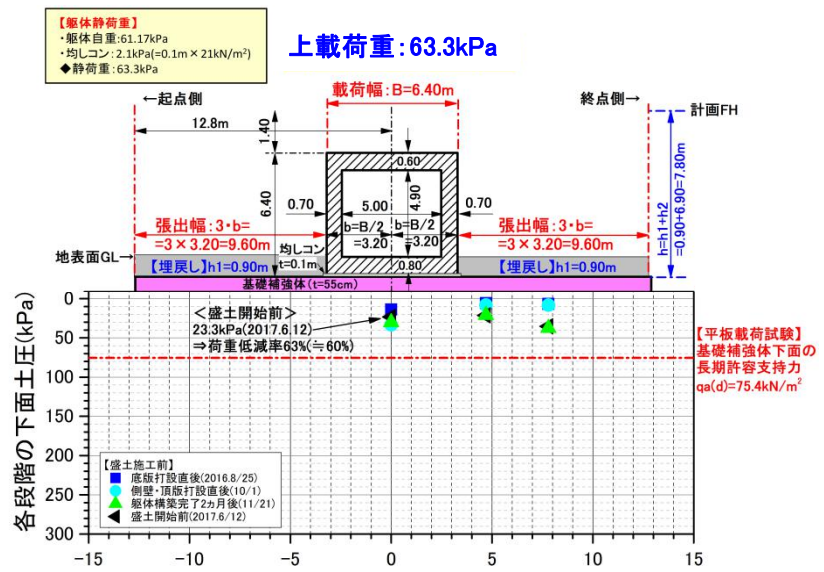 【躯体静荷重】
・躯体自重:61.17kPa
・均しコン:2.1kPa(=0.1m×21kN/m²)
◆静荷重:63.3kPa
上載荷重:63.3kPa
載荷幅:B=6.40m
←起点側
終点側→
計画FH
12.8m
1.40
6.40
0.60
0.70
5.00
4.90
0.70
b=B/2
=3.20
b=B/2
=3.20
0.80
張出幅:3・b=
=3×3.20=9.60m
張出幅:3・b=
=3×3.20=9.60m
h=h1+h2
=0.90+6.90=7.80m
地表面GL→
均しコン
t=0.1m
【埋戻し】h1=0.90m
【埋戻し】h1=0.90m
基礎補強体(t=55cm)
各段階の下面土圧(kPa)
0
50
100
150
200
250
300
<盛土開始前>
23.3kPa(2017.6.12)
⇒荷重低減率63%(≒60%)
【平板載荷試験】
基礎補強体下面の
長期許容支持力
qa(d)=75.4kN/m²
【盛土施工前】
底版打設直後(2016.8/25)
側壁・頂版打設直後(10/1)
躯体構築完了2ヵ月後(11/21)
盛土開始前(2017.6/12)
-15
-10
-5
0
5
10
15